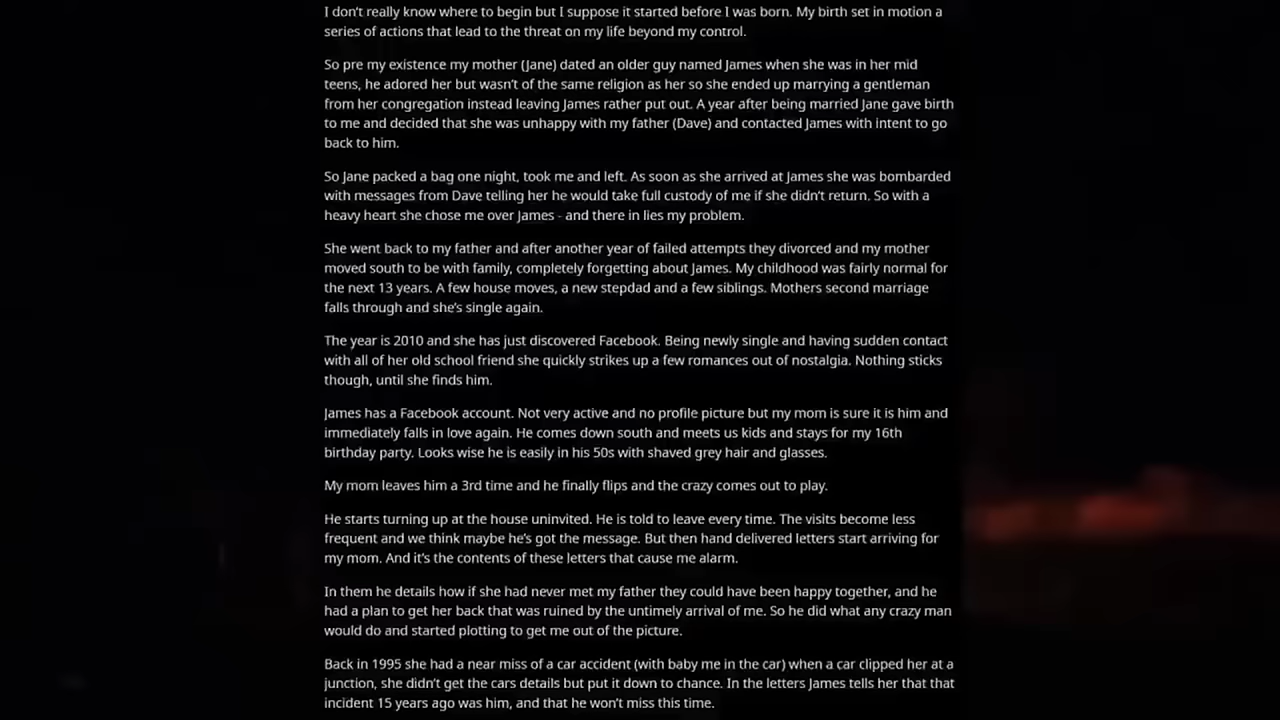 I don't really know where to begin but I suppose it started before I was born. My birth set in motion a
series of actions that lead to the threat on my life beyond my control.
So pre my existence my mother (Jane) dated an older guy named James when she was in her mid
teens, he adored her but wasn't of the same religion as her so she ended up marrying a gentleman
from her congregation instead leaving James rather put out. A year after being married Jane gave birth
to me and decided that she was unhappy with my father (Dave) and contacted James with intent to go
back to him.
So Jane packed a bag one night, took me and left. As soon as she arrived at James she was bombarded
with messages from Dave telling her he would take full custody of me if she didn't return. So with a
heavy heart she chose me over James - and there in lies my problem.
She went back to my father and after another year of failed attempts they divorced and my mother
moved south to be with family, completely forgetting about James. My childhood was fairly normal for
the next 13 years. A few house moves, a new stepdad and a few siblings. Mothers second marriage
falls through and she's single again.
The year is 2010 and she has just discovered Facebook. Being newly single and having sudden contact
with all of her old school friend she quickly strikes up a few romances out of nostalgia. Nothing sticks
though, until she finds him.
James has a Facebook account. Not very active and no profile picture but my mom is sure it is him and
immediately falls in love again. He comes down south and meets us kids and stays for my 16th
birthday party. Looks wise he is easily in his 50s with shaved grey hair and glasses.
My mom leaves him a 3rd time and he finally flips and the crazy comes out to play.
He starts turning up at the house uninvited. He is told to leave every time. The visits become less
frequent and we think maybe he's got the message. But then hand delivered letters start arriving for
my mom. And it's the contents of these letters that cause me alarm.
In them he details how if she had never met my father they could have been happy together, and he
had a plan to get her back that was ruined by the untimely arrival of me. So he did what any crazy man
would do and started plotting to get me out of the picture.
Back in 1995 she had a near miss of a car accident (with baby me in the car) when a car clipped her at a
junction, she didn't get the cars details but put it down to chance. In the letters James tells her that that
incident 15 years ago was him, and that he won't miss this time.